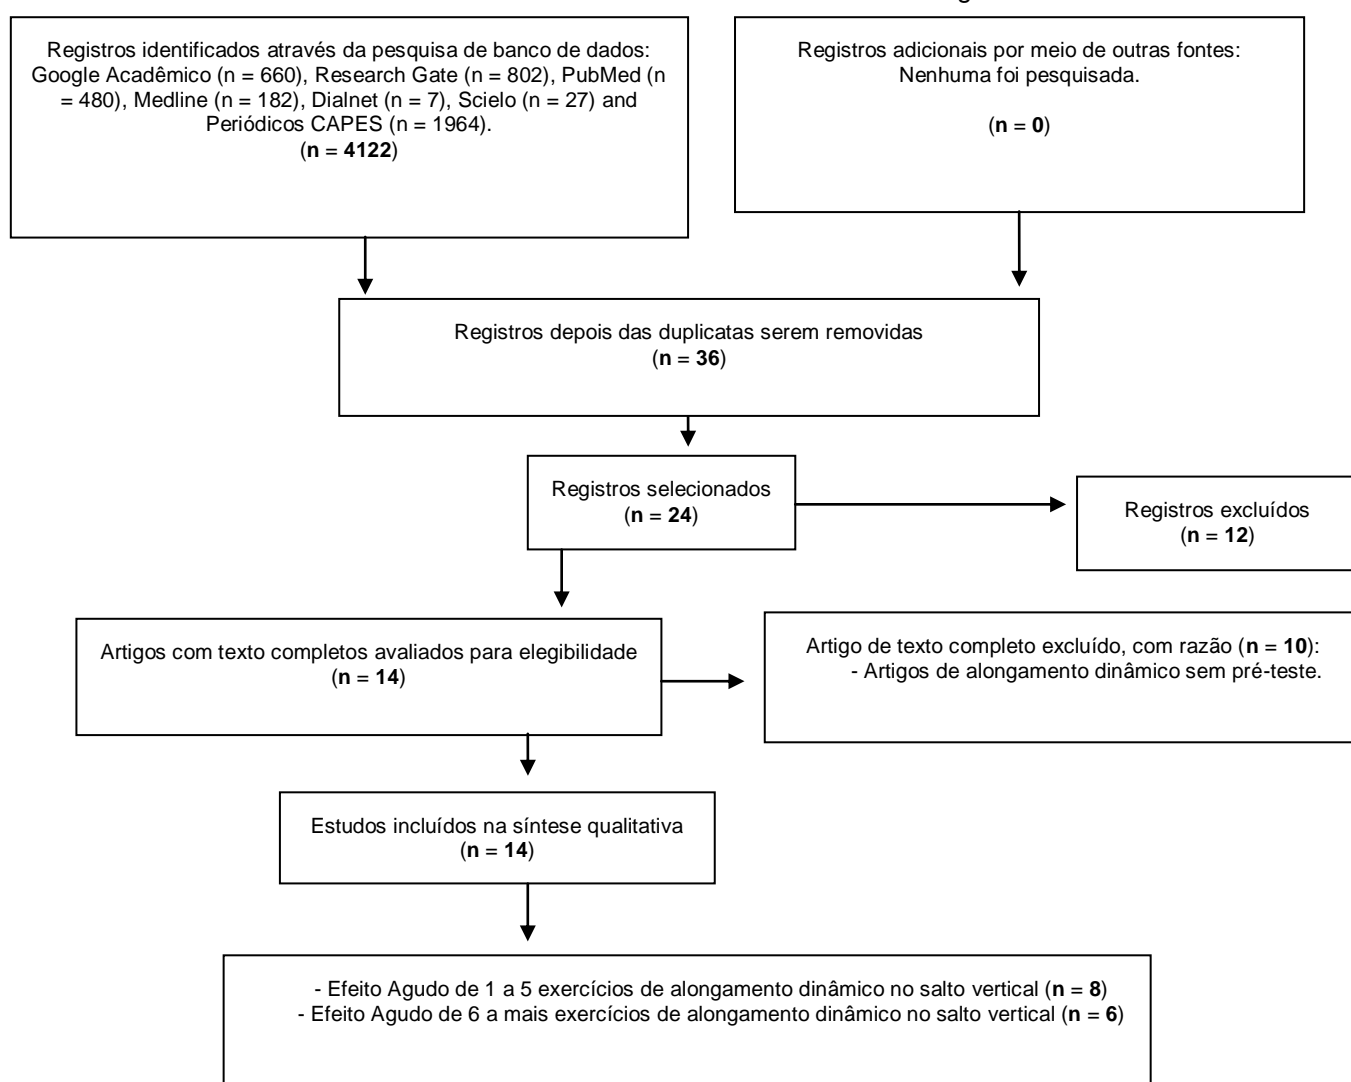 Registros identificados através da pesquisa de banco de dados:
Google Acadêmico (n = 660), Research Gate (n = 802), PubMed (n
= 480), Medline (n = 182), Dialnet (n = 7), Scielo (n = 27) and
Periódicos CAPES (n = 1964).
(n = 4122)
Registros adicionais por meio de outras fontes:
Nenhuma foi pesquisada.
(n = 0)
Registros depois das duplicatas serem removidas
(n = 36)
Registros selecionados
(n = 24)
Registros excluídos
(n = 12)
Artigos com texto completos avaliados para elegibilidade
(n = 14)
Artigo de texto completo excluído, com razão (n = 10):
- Artigos de alongamento dinâmico sem pré-teste.
Estudos incluídos na síntese qualitativa
(n = 14)
- Efeito Agudo de 1 a 5 exercícios de alongamento dinâmico no salto vertical (n = 8)
- Efeito Agudo de 6 a mais exercícios de alongamento dinâmico no salto vertical (n = 6)